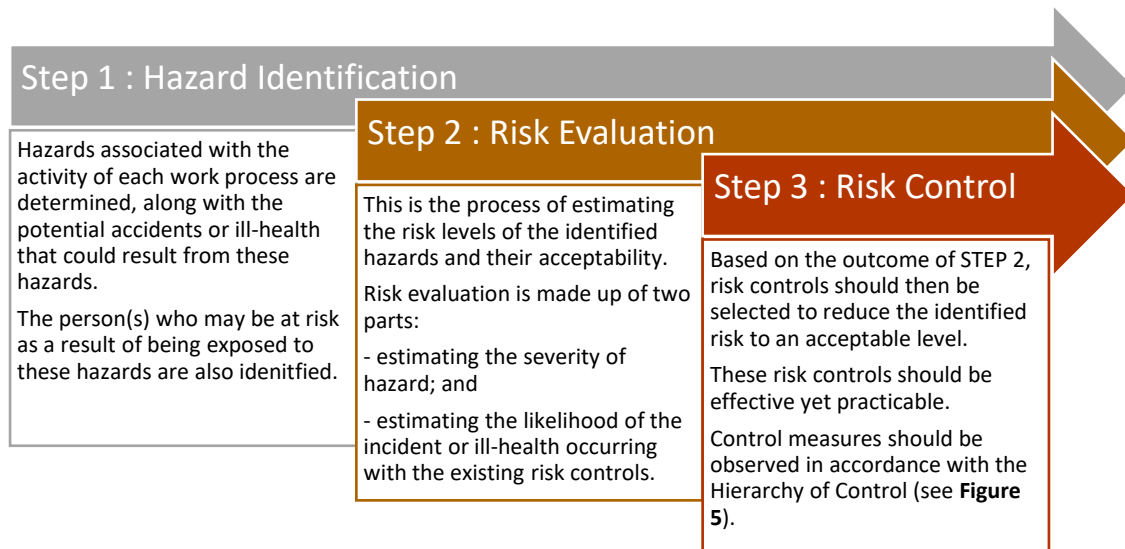 Step 1 : Hazard Identification
Hazards associated with the
activity of each work process are
determined, along with the
potential accidents or ill-health
that could result from these
hazards.
The person(s) who may be at risk
as a result of being exposed to
these hazards are also idenitfied.
Step 2 : Risk Evaluation
This is the process of estimating
the risk levels of the identified
hazards and their acceptability.
Risk evaluation is made up of two
parts:
- estimating the severity of
hazard; and
- estimating the likelihood of the
incident or ill-health occurring
with the existing risk controls.
Step 3 : Risk Control
Based on the outcome of STEP 2,
risk controls should then be
selected to reduce the identified
risk to an acceptable level.
These risk controls should be
effective yet practicable.
Control measures should be
observed in accordance with the
Hierarchy of Control (see Figure
5).